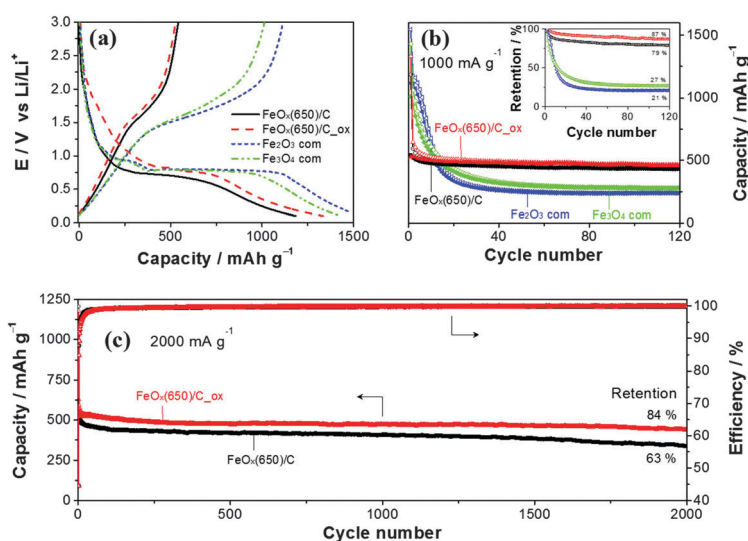 (a)
E / V vs Li/Li⁺
3.0
2.5
2.0
1.5
1.0
0.5
0.0
FeOₓ(650)/C
FeOₓ(650)/C_ox
Fe₂O₃ com
Fe₃O₄ com
0 500 1000 1500
Capacity / mAh g⁻¹
(b)
1000 mA g⁻¹
Retention / %
100
75
50
25
0
87 %
79 %
27 %
21 %
0 40 80 120
Cycle number
FeOₓ(650)/C_ox
FeOₓ(650)/C
Fe₂O₃ com
Fe₃O₄ com
1500
1000
500
0
Capacity / mAh g⁻¹
0 40 80 120
Cycle number
(c)
2000 mA g⁻¹
Capacity / mAh g⁻¹
1250
1000
750
500
250
0
FeOₓ(650)/C_ox
FeOₓ(650)/C
Retention
84 %
63 %
100
90
80
70
60
50
40
Efficiency / %
0 500 1000 1500 2000
Cycle number